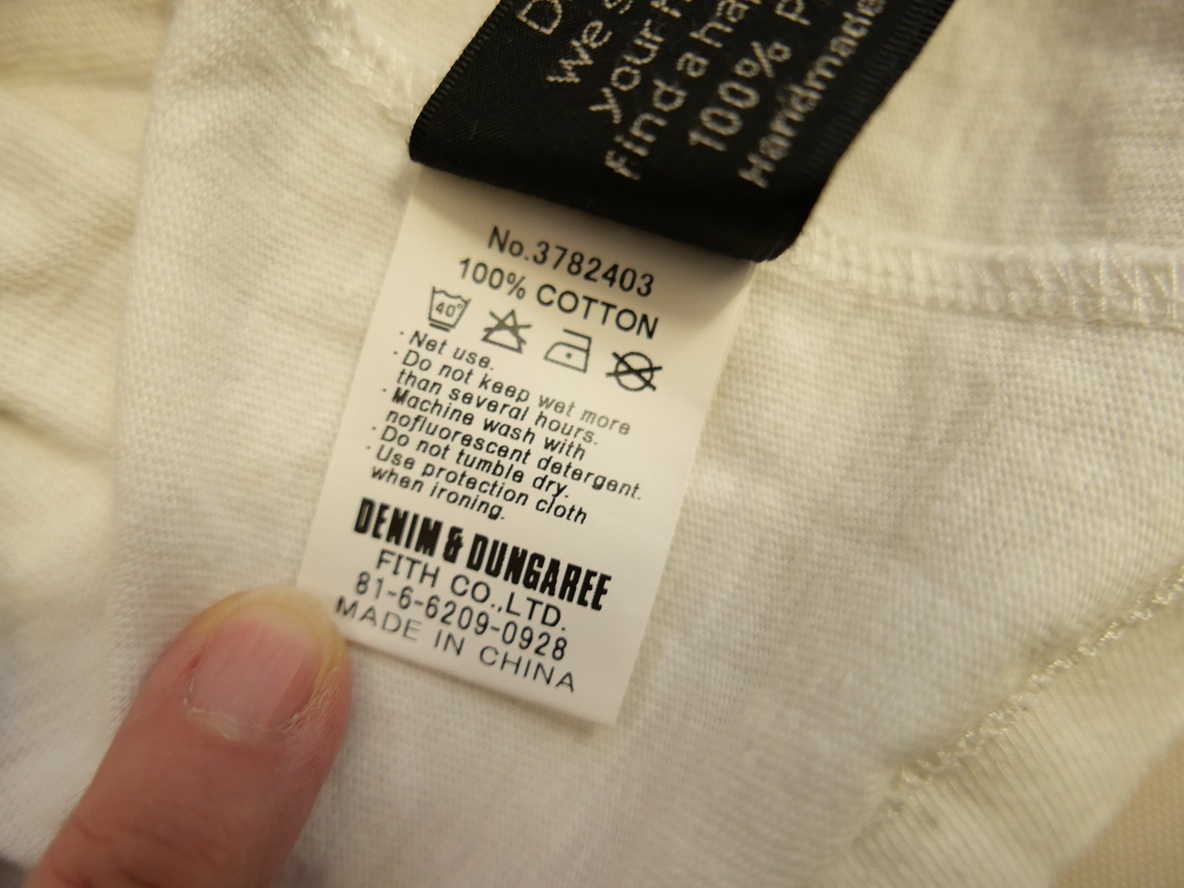 We
your
Find a
100%
Handmade
No.3782403
100% COTTON
40°
· Net use.
· Do not keep wet more
than several hours.
· Machine wash with
nofluorescent detergent.
· Do not tumble dry.
· Use protection cloth
when ironing.
DENIM & DUNGAREE
FITH CO.,LTD.
81-6-6209-0928
MADE IN CHINA